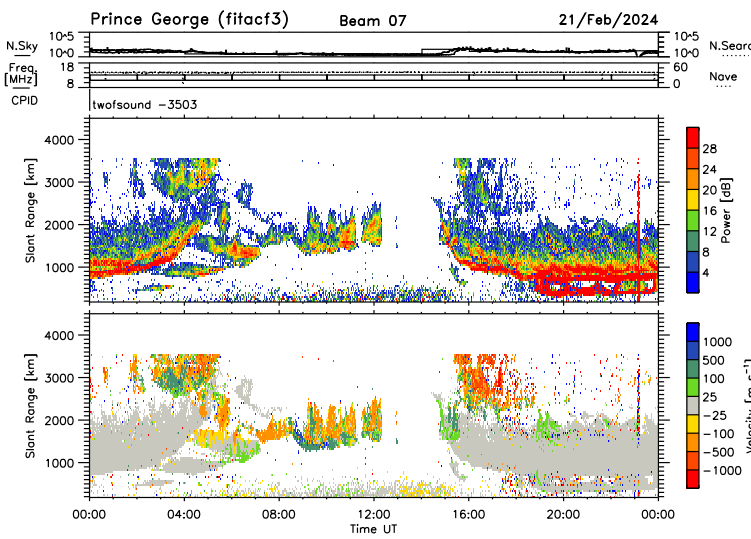 Prince George (fitacf3) Beam 07 21/Feb/2024
N.Sky 10^5 10^5 N.Sear
10^0 10^0
Freq 18 60 Nave
[MHz] 8 0
CPID twofsound -3503
Slant Range [km]
4000
3000
2000
1000
28
24
20
16
12
8
4
Power [dB]
Slant Range [km]
4000
3000
2000
1000
1000
500
100
25
-25
-100
-500
-1000
Velocity [m s-1]
00:00 04:00 08:00 12:00 16:00 20:00 00:00
Time UT